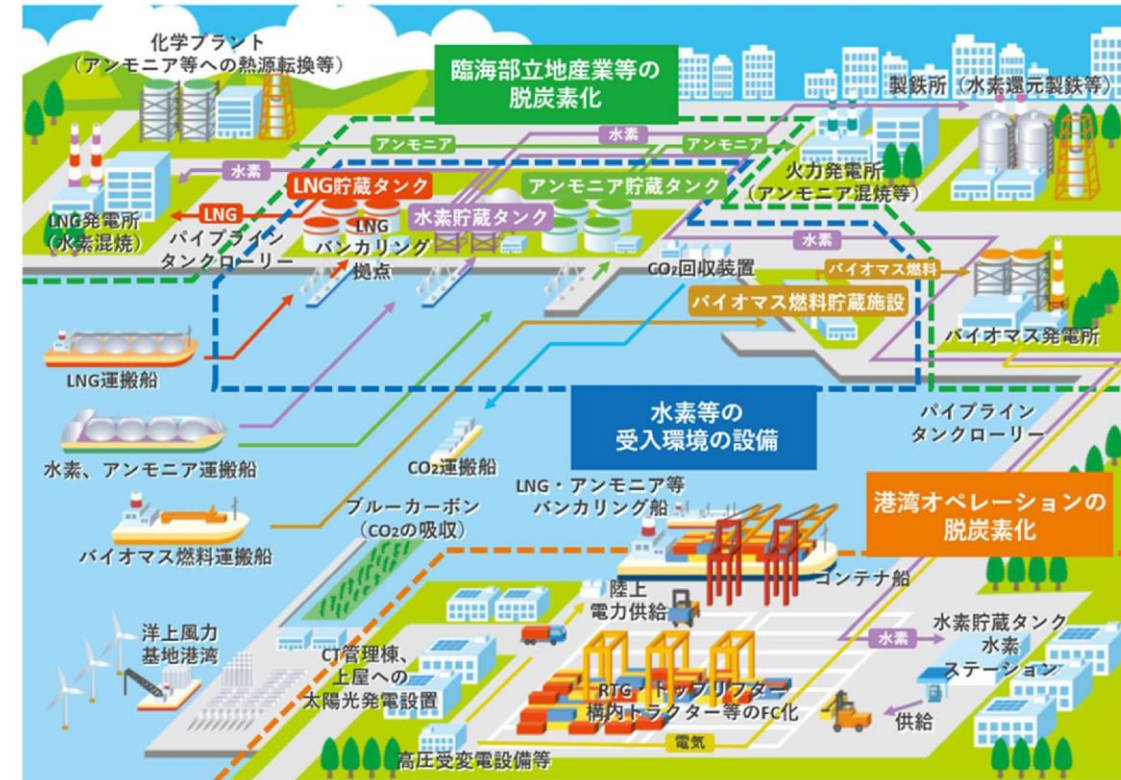 化学プラント
（アンモニア等への熱源転換等）
臨海部立地産業等の
脱炭素化
製鉄所（水素還元製鉄等）
水素
アンモニア
アンモニア
水素
火力発電所
（アンモニア混焼等）
LNG貯蔵タンク
アンモニア貯蔵タンク
LNG
水素貯蔵タンク
LNG発電所
（水素混焼）
パイプライン
タンクローリー
LNG
バンカリング
拠点
水素
CO₂回収装置
バイオマス燃料
バイオマス燃料貯蔵施設
バイオマス発電所
LNG運搬船
水素等の
受入環境の設備
パイプライン
タンクローリー
水素、アンモニア運搬船
CO₂運搬船
LNG・アンモニア等
バンカリング船
港湾オペレーションの
脱炭素化
ブルーカーボン
（CO₂の吸収）
バイオマス燃料運搬船
コンテナ船
陸上
電力供給
洋上風力
基地港湾
水素
水素貯蔵タンク
水素
ステーション
CT管理棟、
上屋への
太陽光発電設置
RTG・トップリフター
構内トラクター等のFC化
供給
電気
高圧受変電設備等